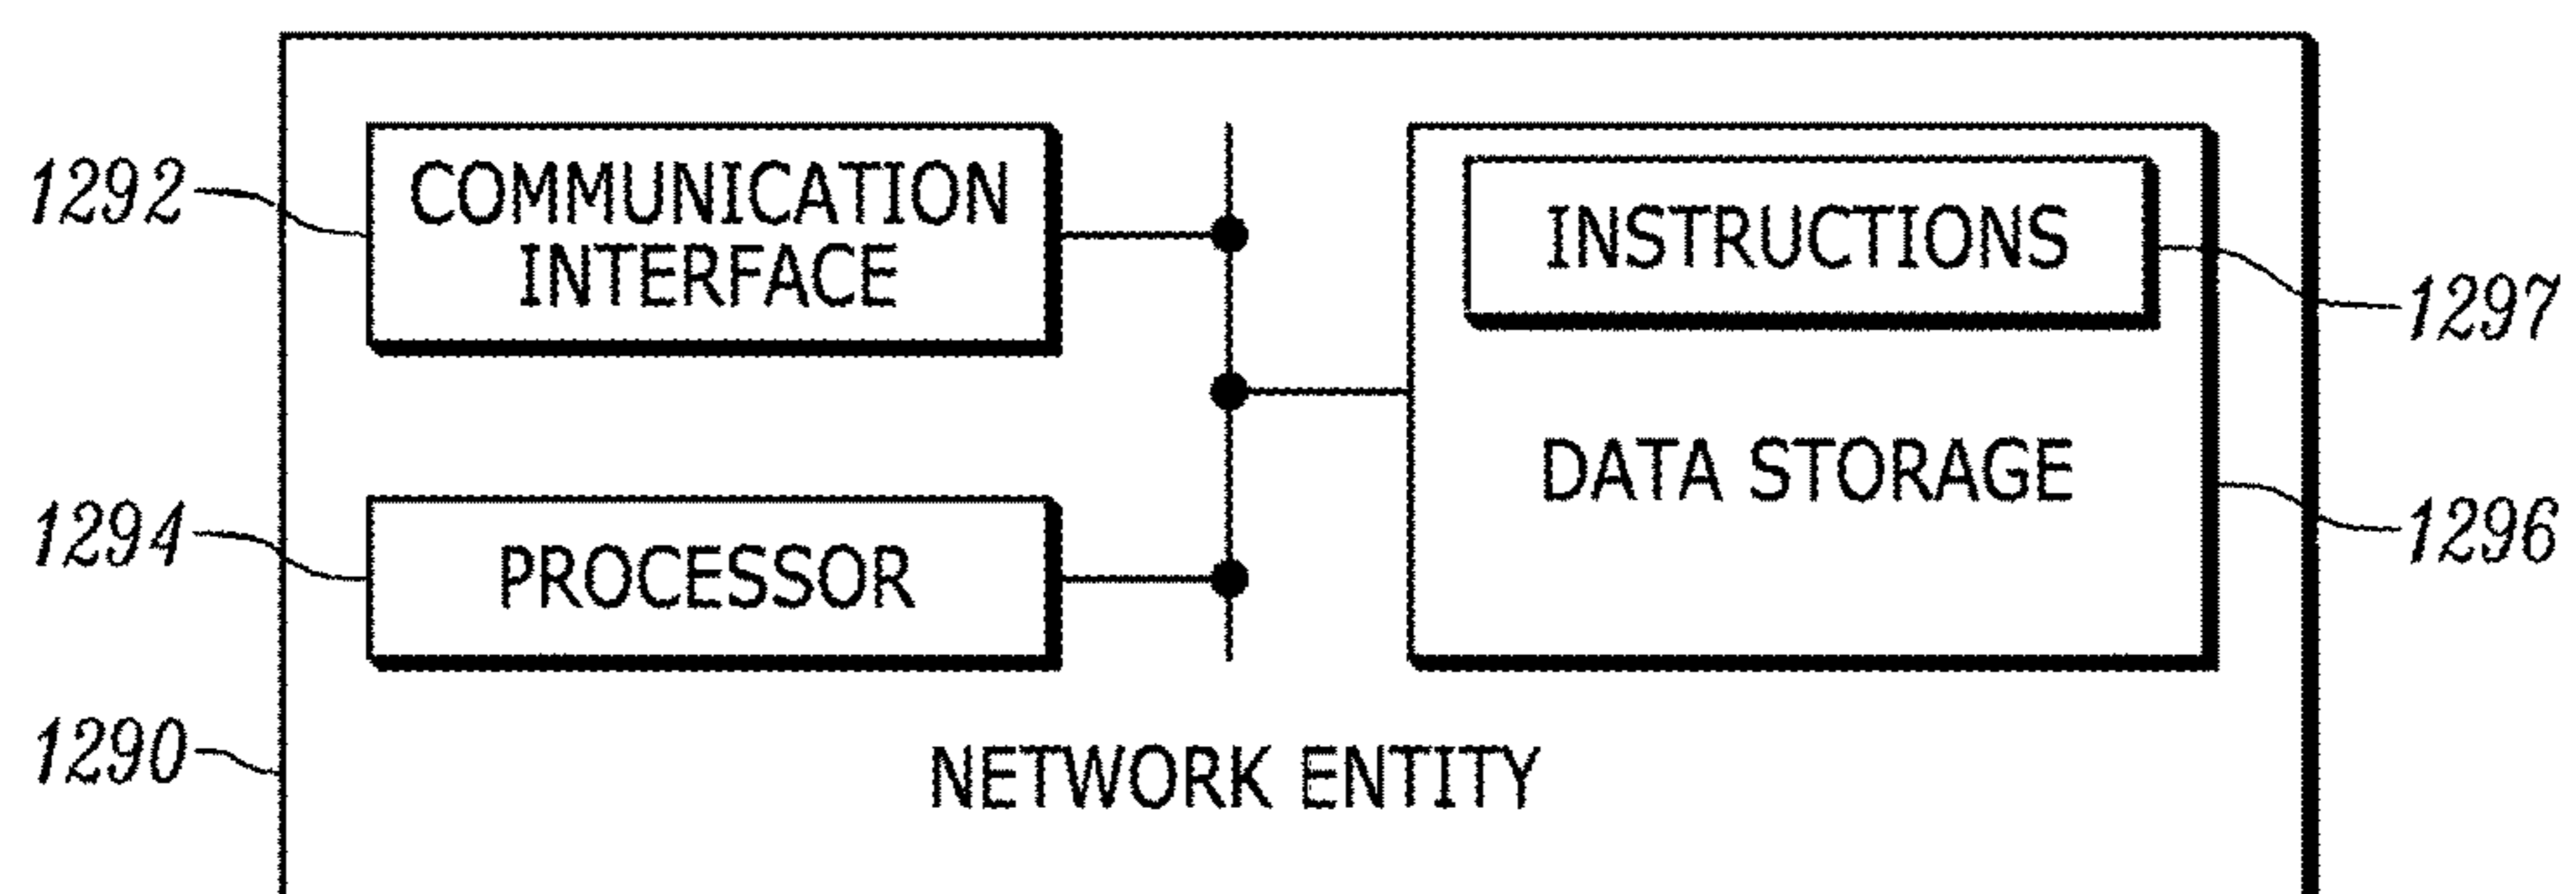 1292
COMMUNICATION
INTERFACE
INSTRUCTIONS
1297
DATA STORAGE
1296
1294
PROCESSOR
1290
NETWORK ENTITY